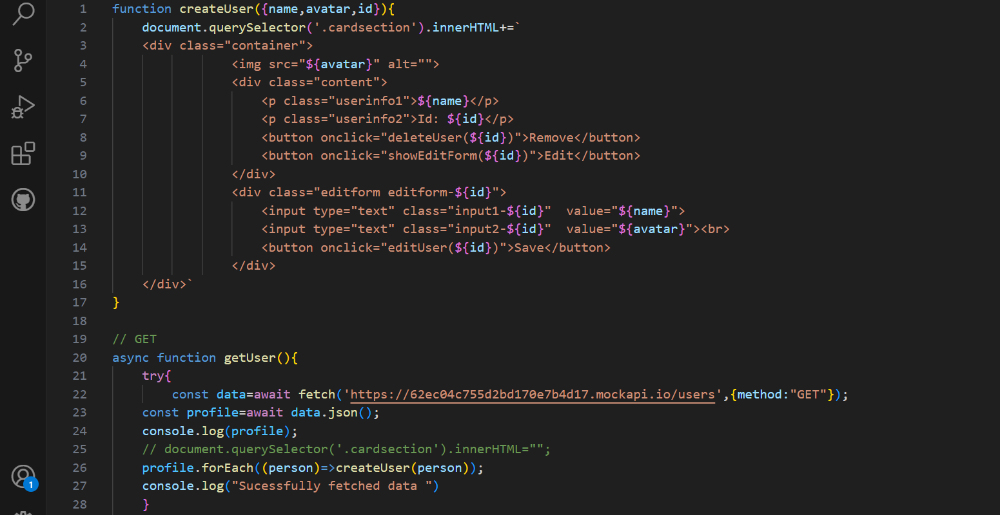 1 function createUser({name,avatar,id}){
2 document.querySelector('.cardsection').innerHTML+=`
3 <div class="container">
4 <img src="${avatar}" alt="">
5 <div class="content">
6 <p class="userinfo1">${name}</p>
7 <p class="userinfo2">Id: ${id}</p>
8 <button onclick="deleteUser(${id})">Remove</button>
9 <button onclick="showEditForm(${id})">Edit</button>
10 </div>
11 <div class="editform editform-${id}">
12 <input type="text" class="input1-${id}"  value="${name}">
13 <input type="text" class="input2-${id}"  value="${avatar}"><br>
14 <button onclick="editUser(${id})">Save</button>
15 </div>
16 </div>`
17 }
18
19 // GET
20 async function getUser(){
21 try{
22 const data=await fetch('https://62ec04c755d2bd170e7b4d17.mockapi.io/users',{method:"GET"});
23 const profile=await data.json();
24 console.log(profile);
25 // document.querySelector('.cardsection').innerHTML="";
26 profile.forEach((person)=>createUser(person));
27 console.log("Sucessfully fetched data ")
28 }
1